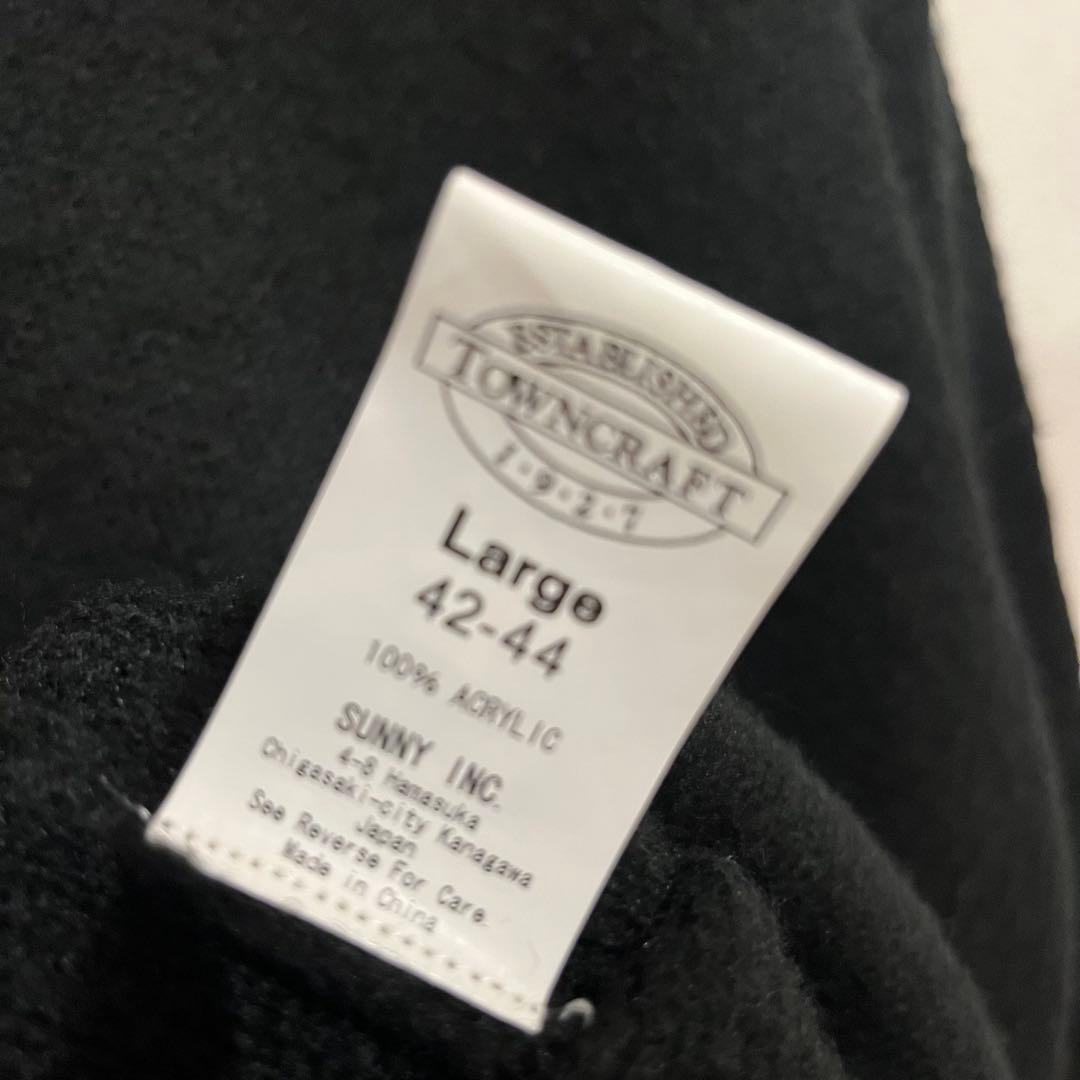 ESTABLISHED
TOWNCRAFT
1·9·2·7
Large
42-44
100% ACRYLIC
SUNNY INC.
4-8 Hamasuka
Chigasaki-city Kanagawa
Japan
See Reverse For Care.
Made in China